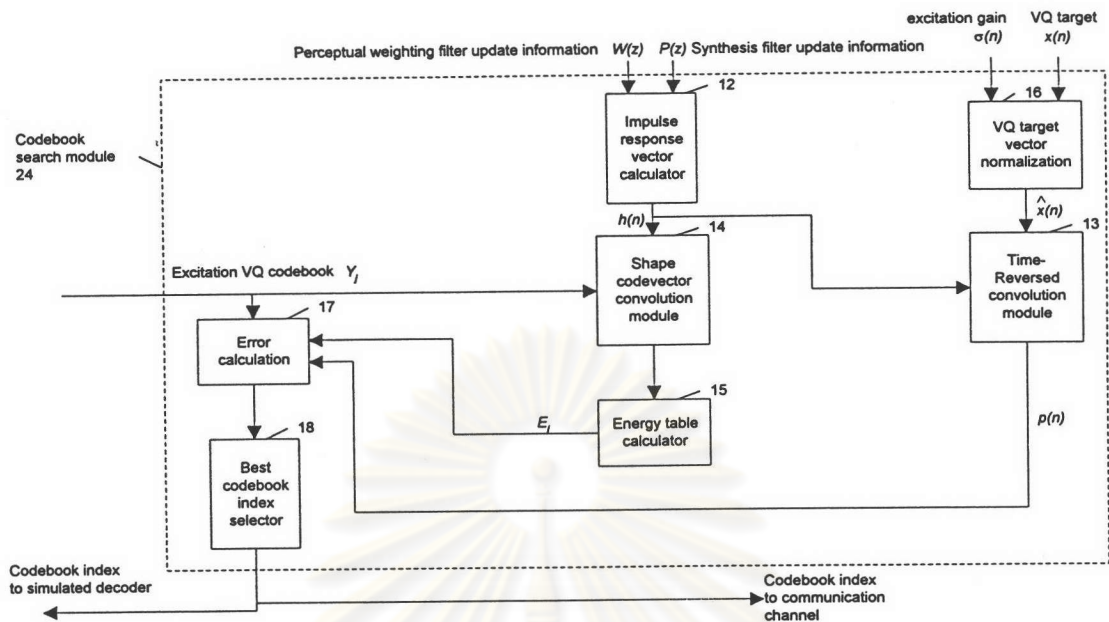 excitation gain
σ(n)
VQ target
x(n)
Perceptual weighting filter update information W(z)
P(z) Synthesis filter update information
12
16
Codebook
search module
24
Impulse
response
vector
calculator
VQ target
vector
normalization
h(n)
x̂(n)
14
13
Excitation VQ codebook Yj
Shape
codevector
convolution
module
Time-
Reversed
convolution
module
17
Error
calculation
15
Ej
Energy table
calculator
p(n)
18
Best
codebook
index
selector
Codebook index
to simulated decoder
Codebook index
to communication
channel